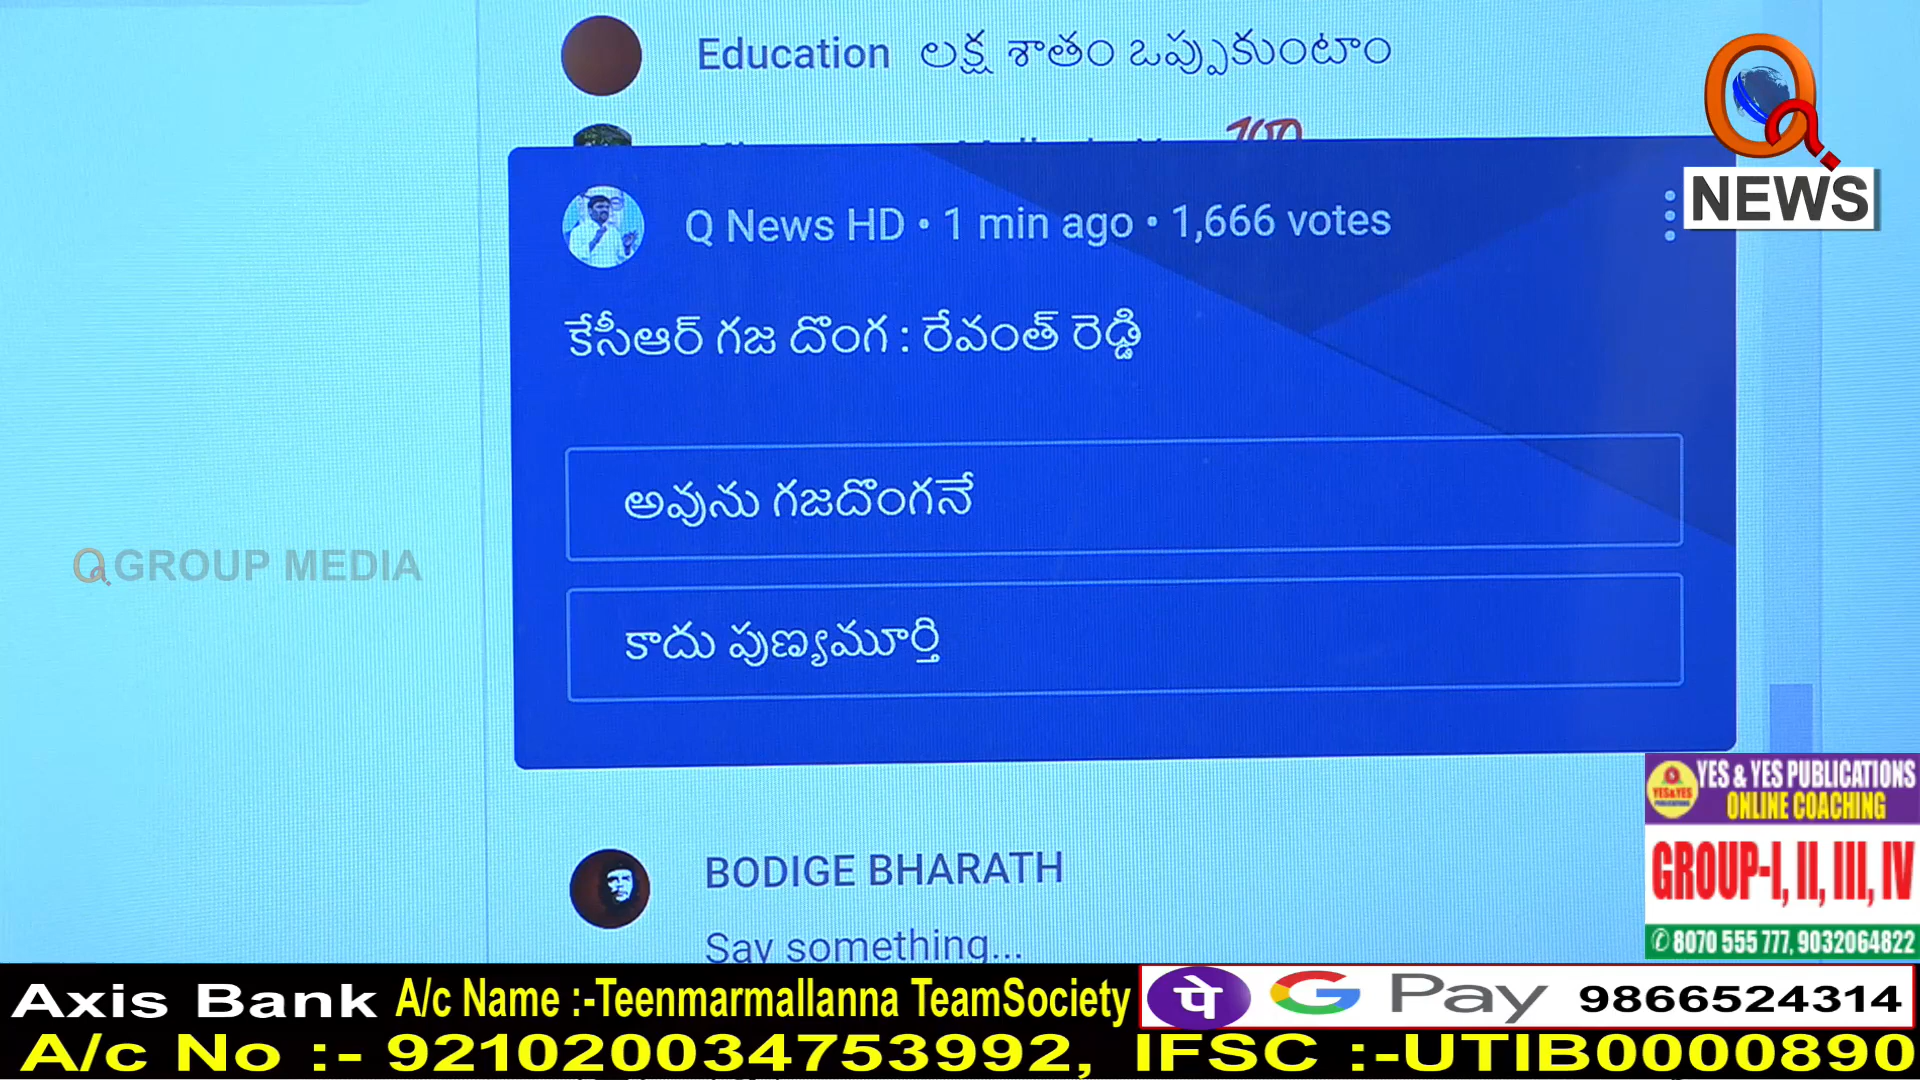 Education లక్ష శాతం ఒప్పుకుంటాం
Q NEWS
Q News HD • 1 min ago • 1,666 votes
కేసీఆర్ గజ దొంగ : రేవంత్ రెడ్డి
అవును గజదొంగనే
కాదు పుణ్యమూర్తి
Q GROUP MEDIA
YES & YES PUBLICATIONS
ONLINE COACHING
GROUP-I, II, III, IV
✆ 8070 555 777, 9032064822
BODIGE BHARATH
Say something...
Axis Bank A/c Name :-Teenmarmallanna TeamSociety पे G Pay 9866524314
A/c No :- 921020034753992, IFSC :-UTIB0000890